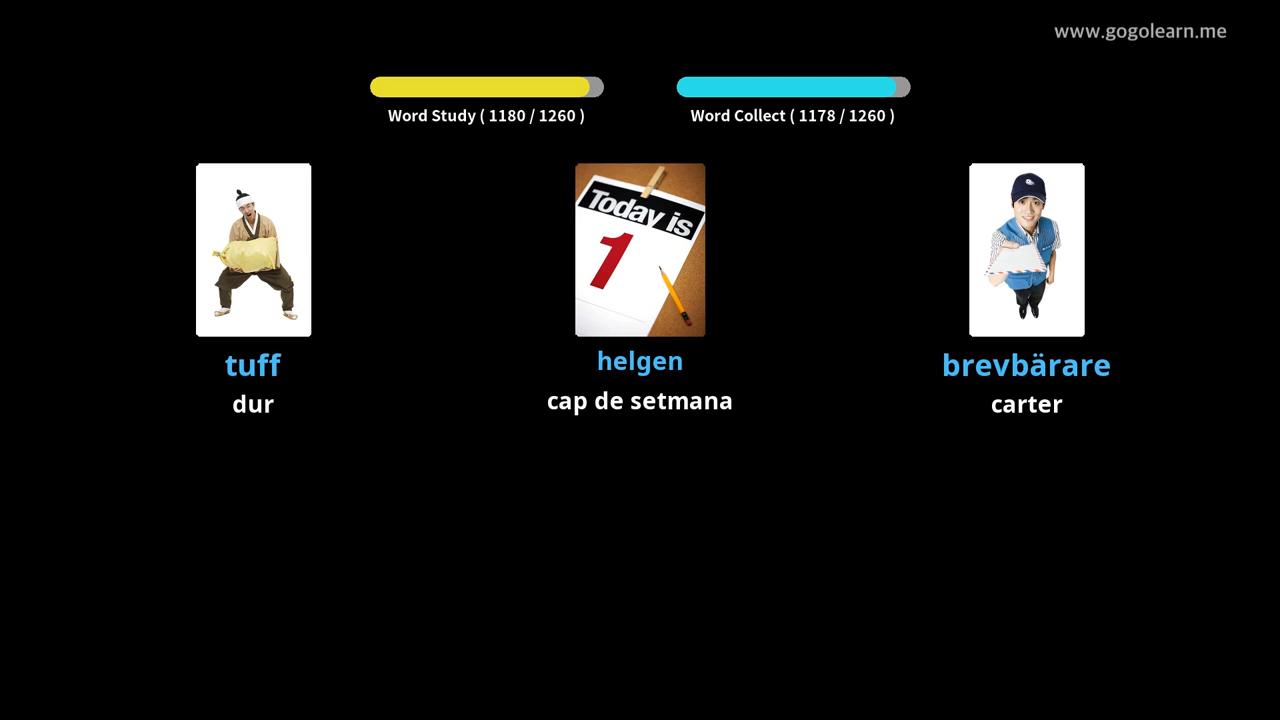 www.gogolearn.me
Word Study ( 1180 / 1260 )
Word Collect ( 1178 / 1260 )
Today is
1
tuff
helgen
brevbärare
dur
cap de setmana
carter